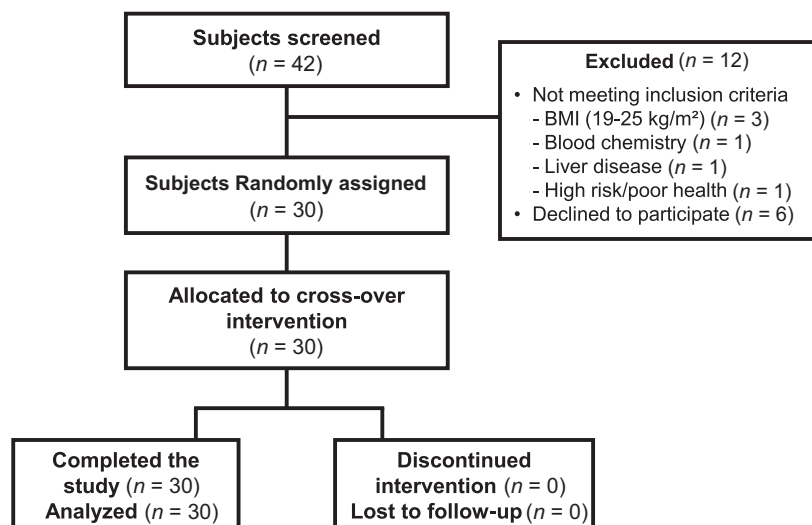 Subjects screened
(n = 42)
Excluded (n = 12)
• Not meeting inclusion criteria
- BMI (19-25 kg/m²) (n = 3)
- Blood chemistry (n = 1)
- Liver disease (n = 1)
- High risk/poor health (n = 1)
• Declined to participate (n = 6)
Subjects Randomly assigned
(n = 30)
Allocated to cross-over
intervention
(n = 30)
Completed the
study (n = 30)
Analyzed (n = 30)
Discontinued
intervention (n = 0)
Lost to follow-up (n = 0)